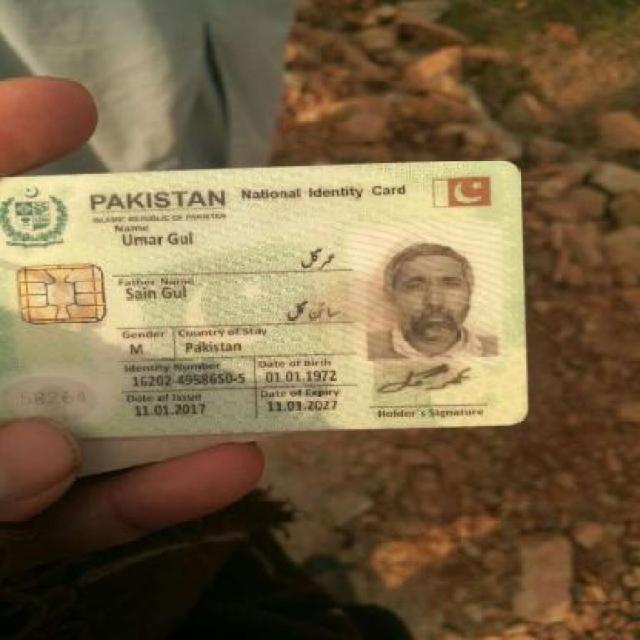 PAKISTAN National Identity Card
ISLAMIC REPUBLIC OF PAKISTAN
Name
Umar Gul
عمر گل
Father Name
Sain Gul
سائن گل
Gender Country of Stay
M Pakistan
Identity Number Date of Birth
16202-4958650-5 01.01.1972
Date of Issue Date of Expiry
11.01.2017 11.01.2027
58264
Holder's Signature